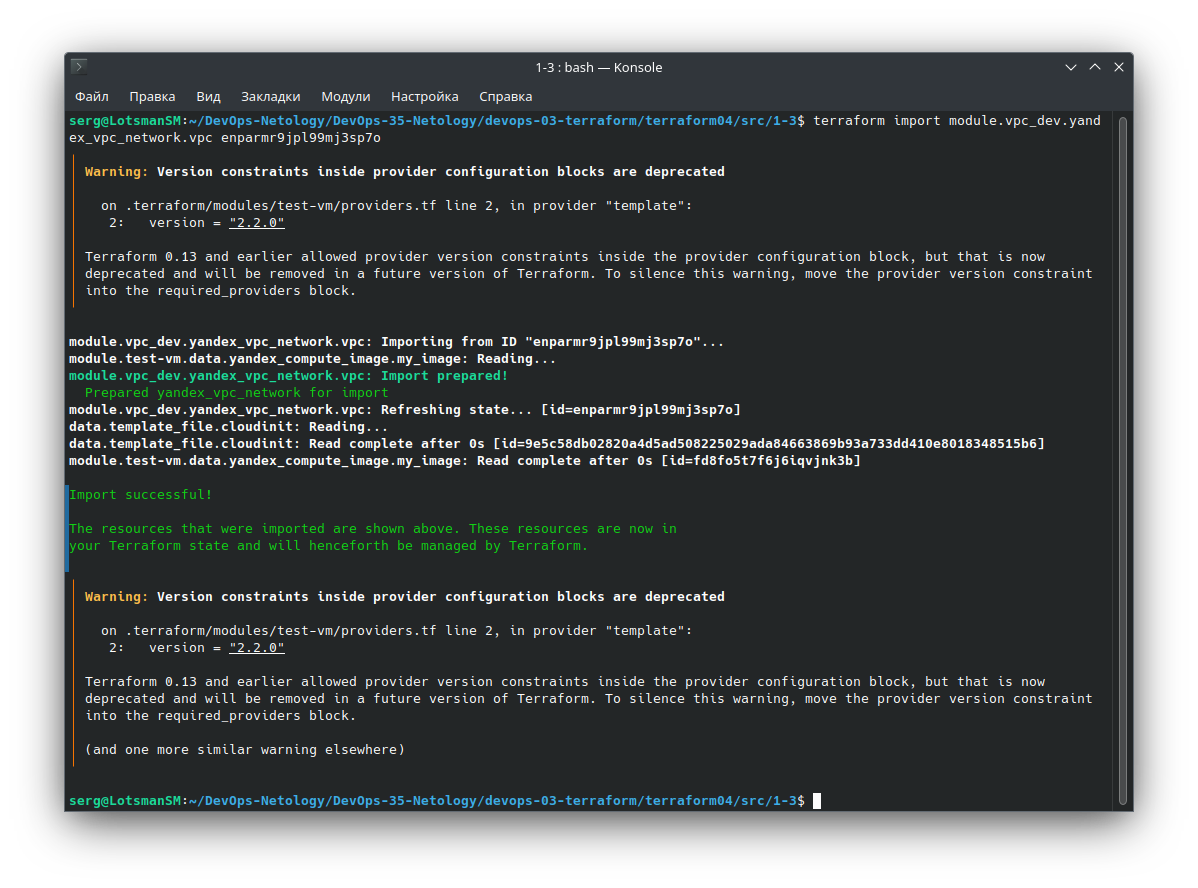 1-3 : bash — Konsole
Файл Правка Вид Закладки Модули Настройка Справка
serg@LotsmanSM:~/DevOps-Netology/DevOps-35-Netology/devops-03-terraform/terraform04/src/1-3$ terraform import module.vpc_dev.yand
ex_vpc_network.vpc enparmr9jpl99mj3sp7o
Warning: Version constraints inside provider configuration blocks are deprecated
on .terraform/modules/test-vm/providers.tf line 2, in provider "template":
2: version = "2.2.0"
Terraform 0.13 and earlier allowed provider version constraints inside the provider configuration block, but that is now
deprecated and will be removed in a future version of Terraform. To silence this warning, move the provider version constraint
into the required_providers block.
module.vpc_dev.yandex_vpc_network.vpc: Importing from ID "enparmr9jpl99mj3sp7o"...
module.test-vm.data.yandex_compute_image.my_image: Reading...
module.vpc_dev.yandex_vpc_network.vpc: Import prepared!
Prepared yandex_vpc_network for import
module.vpc_dev.yandex_vpc_network.vpc: Refreshing state... [id=enparmr9jpl99mj3sp7o]
data.template_file.cloudinit: Reading...
data.template_file.cloudinit: Read complete after 0s [id=9e5c58db02820a4d5ad508225029ada84663869b93a733dd410e8018348515b6]
module.test-vm.data.yandex_compute_image.my_image: Read complete after 0s [id=fd8fo5t7f6j6iqvjnk3b]
Import successful!
The resources that were imported are shown above. These resources are now in
your Terraform state and will henceforth be managed by Terraform.
Warning: Version constraints inside provider configuration blocks are deprecated
on .terraform/modules/test-vm/providers.tf line 2, in provider "template":
2: version = "2.2.0"
Terraform 0.13 and earlier allowed provider version constraints inside the provider configuration block, but that is now
deprecated and will be removed in a future version of Terraform. To silence this warning, move the provider version constraint
into the required_providers block.
(and one more similar warning elsewhere)
serg@LotsmanSM:~/DevOps-Netology/DevOps-35-Netology/devops-03-terraform/terraform04/src/1-3$